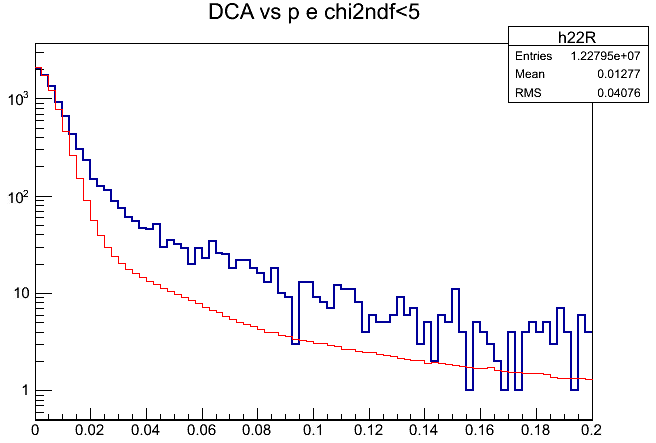 DCA vs p e chi2ndf<5
h22R
Entries 1.22795e+07
Mean 0.01277
RMS 0.04076
10³
10²
10
1
0 0.02 0.04 0.06 0.08 0.1 0.12 0.14 0.16 0.18 0.2